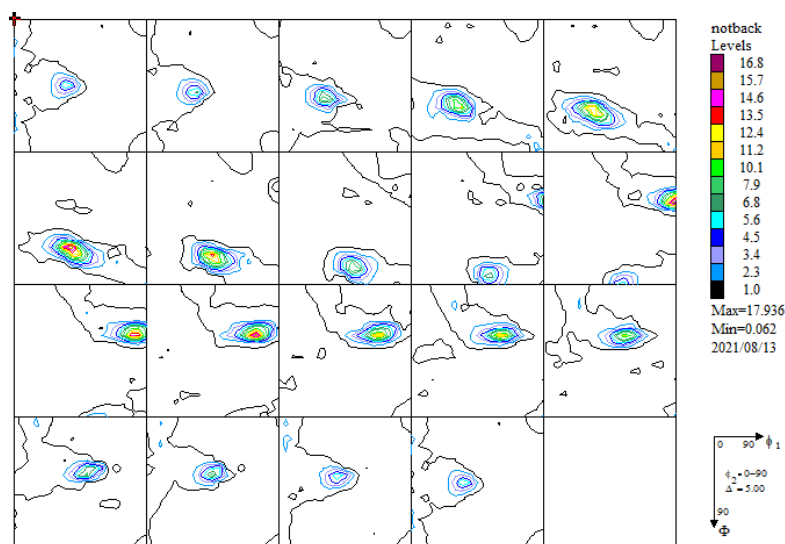 notback
Levels
16.8
15.7
14.6
13.5
12.4
11.2
10.1
7.9
6.8
5.6
4.5
3.4
2.3
1.0
Max=17.936
Min=0.062
2021/08/13
0 90 ϕ1
ϕ2=0-90
Δ=5.00
90
Φ